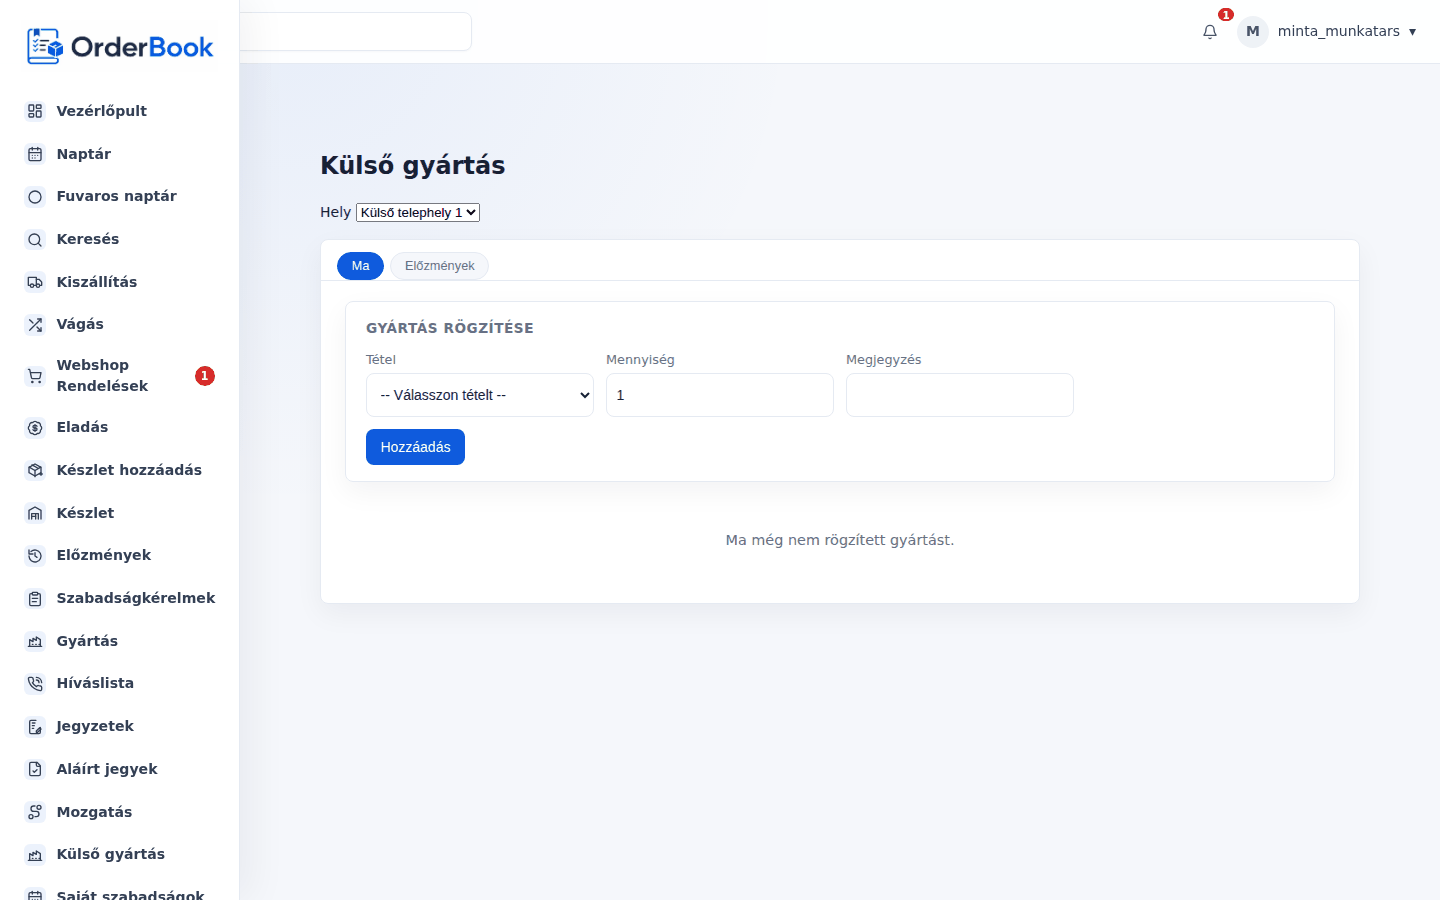 OrderBook
1
M minta_munkatars ▼
Vezérlőpult
Naptár
Fuvaros naptár
Keresés
Kiszállítás
Vágás
Webshop
Rendelések
1
Eladás
Készlet hozzáadás
Készlet
Előzmények
Szabadságkérelmek
Gyártás
Híváslista
Jegyzetek
Aláírt jegyek
Mozgatás
Külső gyártás
Saját szabadságok
Külső gyártás
Hely Külső telephely 1
Ma Előzmények
GYÁRTÁS RÖGZÍTÉSE
Tétel Mennyiség Megjegyzés
-- Válasszon tételt -- 1
Hozzáadás
Ma még nem rögzített gyártást.